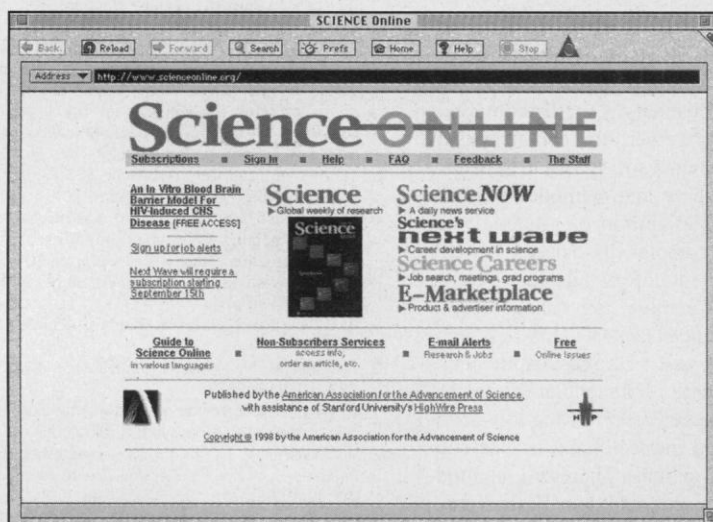 SCIENCE Online
Back Reload Forward Search Prefs Home Help Stop
Address http://www.scienceonline.org/
Science ONLINE
Subscriptions Sign In Help FAQ Feedback The Staff
An In Vitro Blood Brain
Barrier Model For
HIV-Induced CNS
Disease [FREE ACCESS]
Sign up for job alerts
Next Wave will require a
subscription starting
September 15th
Science
Global weekly of research
Science
ScienceNOW
A daily news service
Science's
next wave
Career development in science
Science Careers
Job search, meetings, grad programs
E-Marketplace
Product & advertiser information
Guide to
Science Online
in various languages
Non-Subscribers Services
access info,
order an article, etc.
E-mail Alerts
Research & Jobs
Free
Online Issues
Published by the American Association for the Advancement of Science,
with assistance of Stanford University's HighWire Press
H P
Copyright © 1998 by the American Association for the Advancement of Science